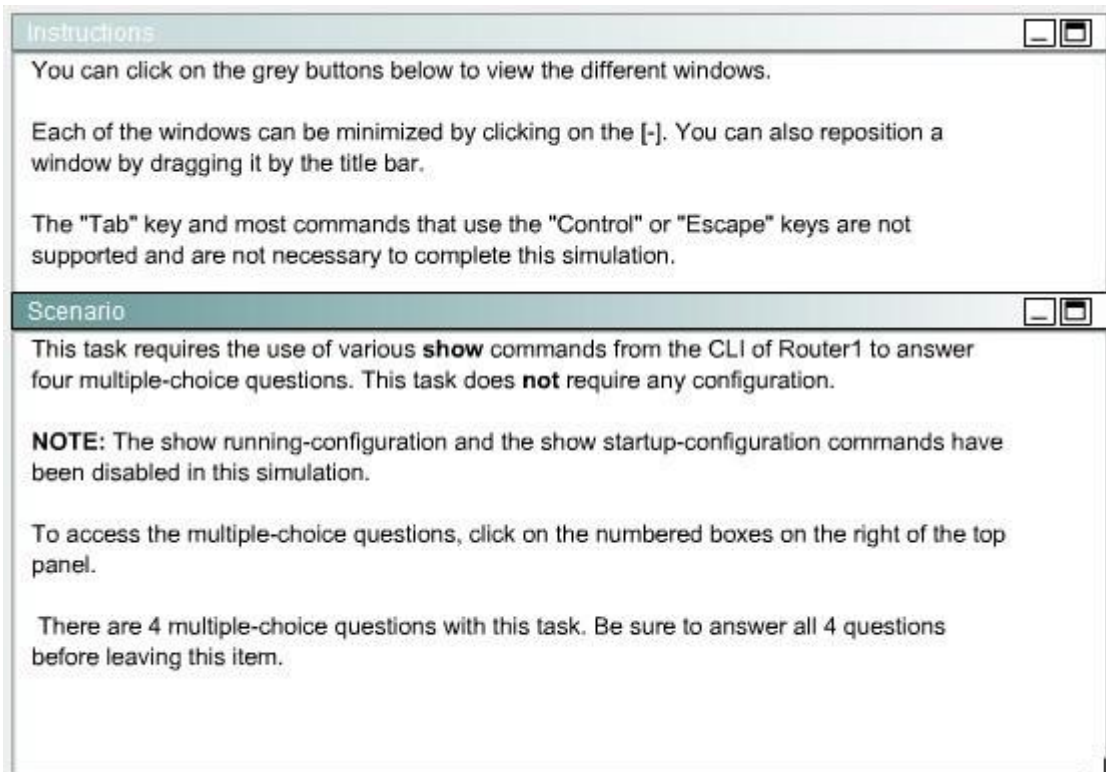 Instructions
You can click on the grey buttons below to view the different windows.
Each of the windows can be minimized by clicking on the [-]. You can also reposition a
window by dragging it by the title bar.
The "Tab" key and most commands that use the "Control" or "Escape" keys are not
supported and are not necessary to complete this simulation.
Scenario
This task requires the use of various show commands from the CLI of Router1 to answer
four multiple-choice questions. This task does not require any configuration.
NOTE: The show running-configuration and the show startup-configuration commands have
been disabled in this simulation.
To access the multiple-choice questions, click on the numbered boxes on the right of the top
panel.
There are 4 multiple-choice questions with this task. Be sure to answer all 4 questions
before leaving this item.